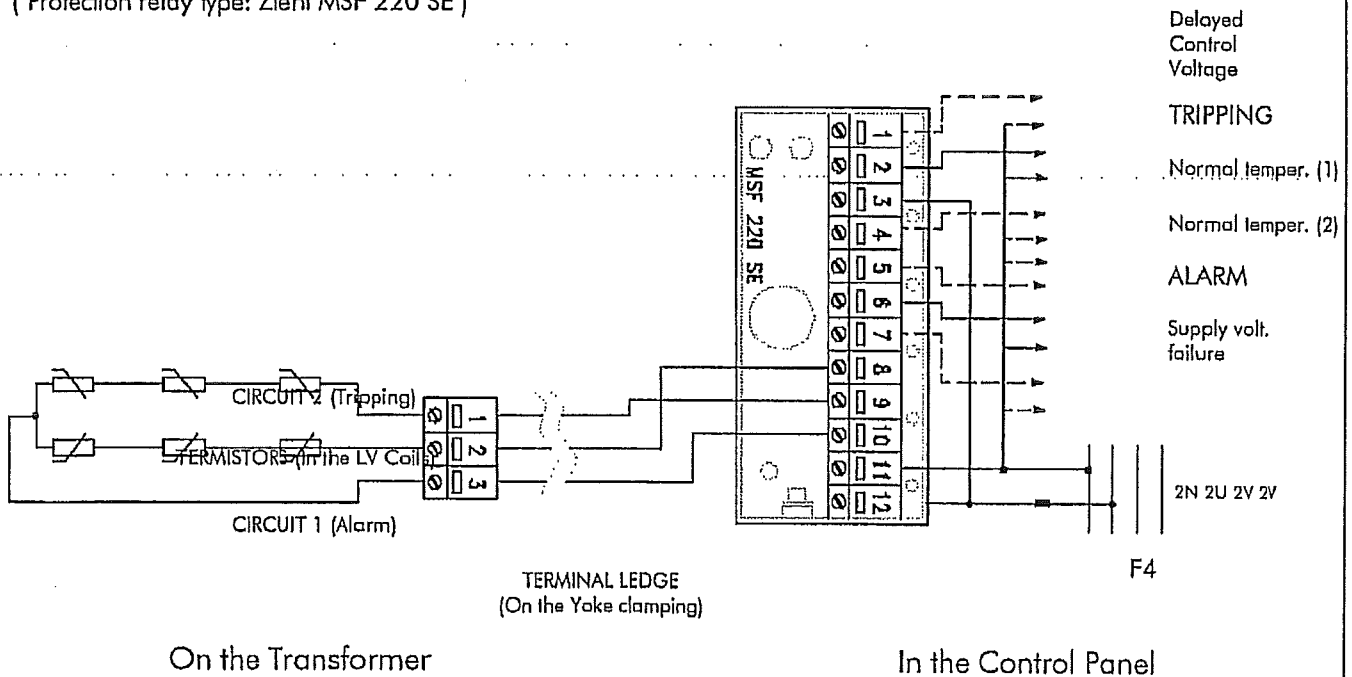 ( Protection relay type: Ziehl MSF 220 SE )
Delayed
Control
Voltage
TRIPPING
Normal temper. (1)
Normal temper. (2)
ALARM
Supply volt.
failure
MSF 220 SE
1
2
3
4
5
6
7
8
9
10
11
12
CIRCUIT 2 (Tripping)
TERMISTORS (In the LV Coils)
CIRCUIT 1 (Alarm)
1
2
3
2N 2U 2V 2V
F4
TERMINAL LEDGE
(On the Yoke clamping)
On the Transformer
In the Control Panel